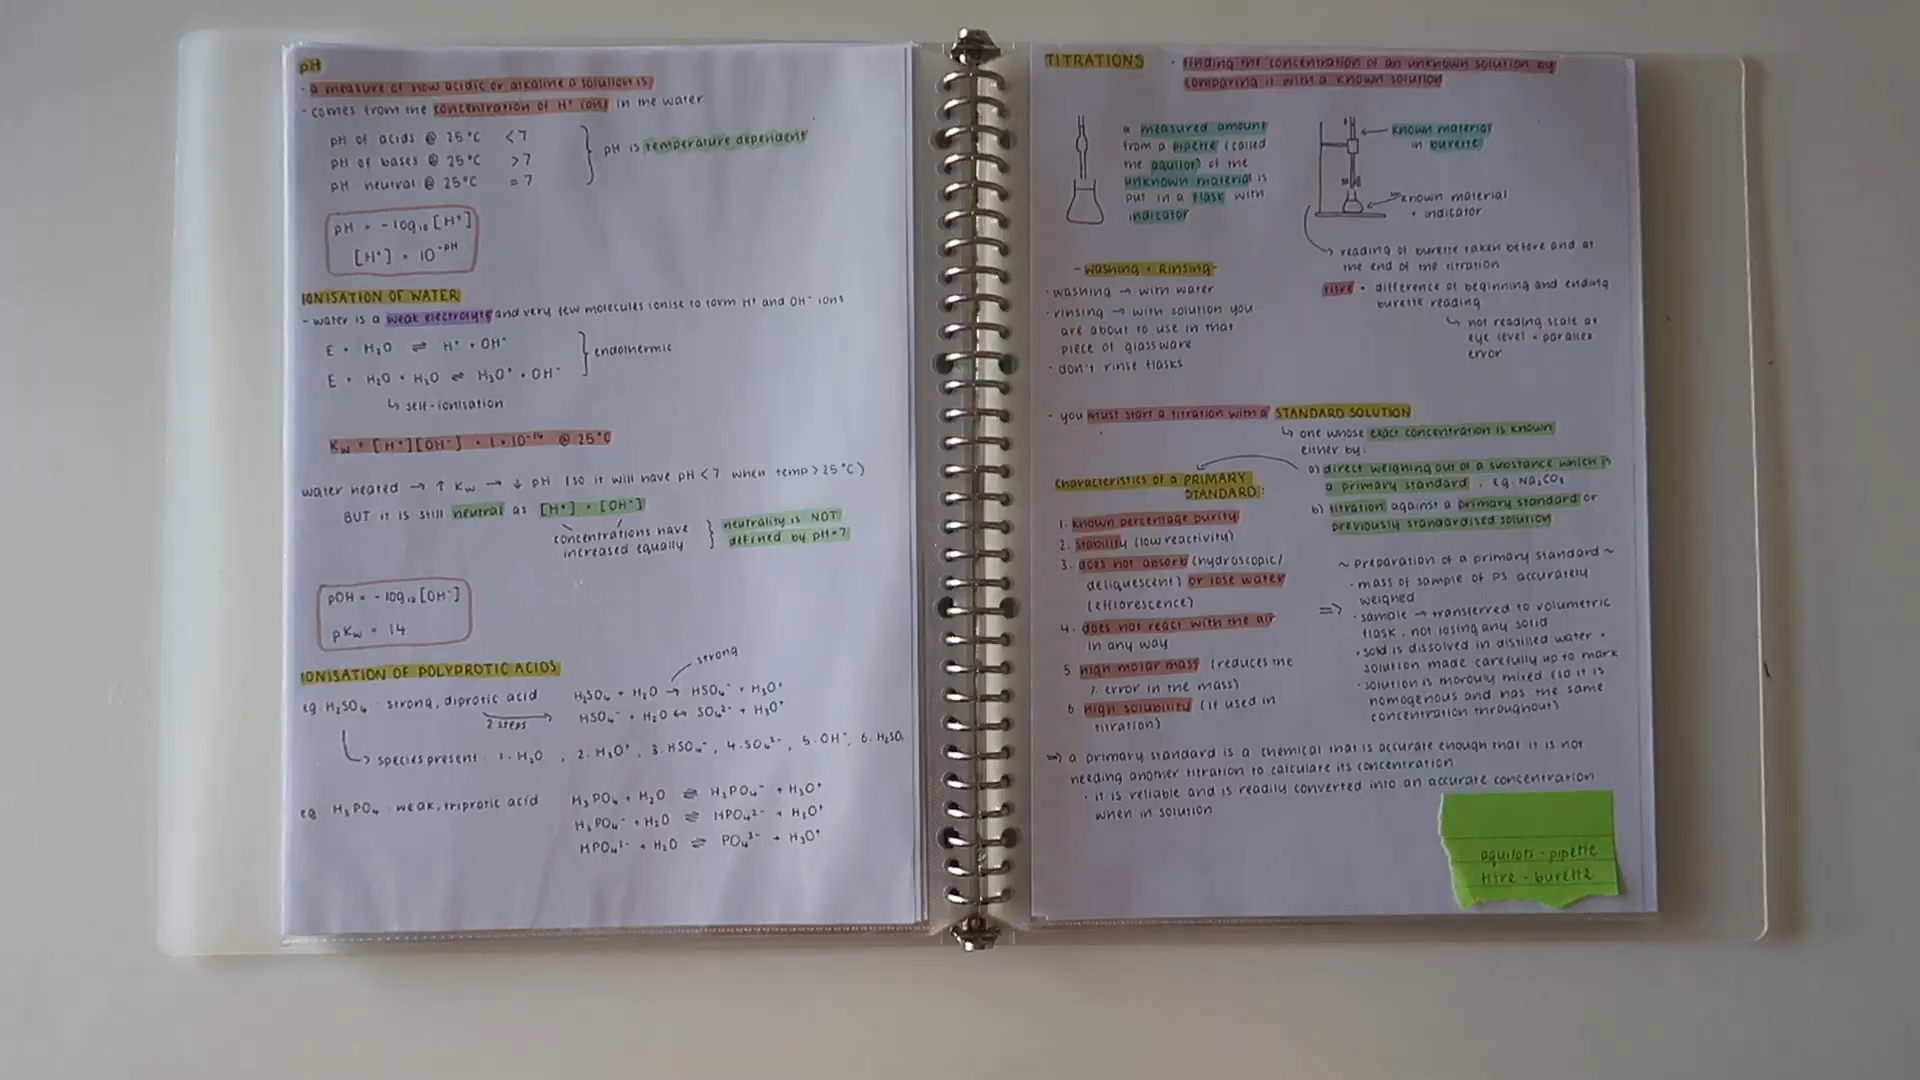 pH
- a measure of how acidic or alkaline a solution is
- comes from the concentration of H⁺ ions in the water
pH of acids @ 25°C < 7
pH of bases @ 25°C > 7
pH neutral @ 25°C = 7
pH is temperature dependent
pH = -log₁₀ [H⁺]
[H⁺] = 10⁻ᵖᴴ
IONISATION OF WATER
- water is a weak electrolyte and very few molecules ionise to form H⁺ and OH⁻ ions
E + H₂O ⇌ H⁺ + OH⁻
E + H₂O + H₂O ⇌ H₃O⁺ + OH⁻
endothermic
↳ self-ionisation
Kw = [H⁺][OH⁻] = 1 × 10⁻¹⁴ @ 25°C
water heated → ↑ Kw → ↓ pH (so it will have pH < 7 when temp > 25°C)
BUT it is still neutral as [H⁺] = [OH⁻]
concentrations have
increased equally
neutrality is NOT
defined by pH=7
pOH = -log₁₀ [OH⁻]
pKw = 14
IONISATION OF POLYPROTIC ACIDS
eg. H₂SO₄ : strong, diprotic acid
2 steps
strong
H₂SO₄ + H₂O → HSO₄⁻ + H₃O⁺
HSO₄⁻ + H₂O ↔ SO₄²⁻ + H₃O⁺
↳ species present : 1. H₂O , 2. H₃O⁺ , 3. HSO₄⁻ , 4. SO₄²⁻ , 5. OH⁻ , 6. H₂SO₄
eg. H₃PO₄ : weak, triprotic acid
H₃PO₄ + H₂O ⇌ H₂PO₄⁻ + H₃O⁺
H₂PO₄⁻ + H₂O ⇌ HPO₄²⁻ + H₃O⁺
HPO₄²⁻ + H₂O ⇌ PO₄³⁻ + H₃O⁺
TITRATIONS
- finding the concentration of an unknown solution by
comparing it with a known solution
a measured amount
from a pipette (called
the aquilot) of the
unknown material is
put in a flask with
indicator
known material
in burette
known material
+ indicator
→ reading of burette taken before and at
the end of the titration
titre = difference of beginning and ending
burette reading
↳ not reading scale at
eye level = parallex
error
- washing + rinsing -
· washing → with water
· rinsing → with solution you
are about to use in that
piece of glassware
· don't rinse flasks
- you must start a titration with a STANDARD SOLUTION
↳ one whose exact concentration is known
either by:
a) direct weighing out of a substance which is
a primary standard . eg. Na₂CO₃
b) titration against a primary standard or
previously standardised solution
characteristics of a PRIMARY
STANDARD:
1. known percentage purity
2. stability (low reactivity)
3. does not absorb (hydroscopic/
deliquescent) or lose water
(efflorescence)
4. does not react with the air
in any way
5 high molar mass (reduces the
% error in the mass)
6 high solubility (if used in
titration)
~ preparation of a primary standard ~
· mass of sample of PS accurately
weighed
· sample → transferred to volumetric
flask , not losing any solid
· solid is dissolved in distilled water +
solution made carefully up to mark
· solution is thorouly mixed (so it is
homogenous and has the same
concentration throughout)
⇒ a primary standard is a chemical that is accurate enough that it is not
needing another titration to calculate its concentration
· it is reliable and is readily converted into an accurate concentration
when in solution
aquilots - pipette
titre - burette